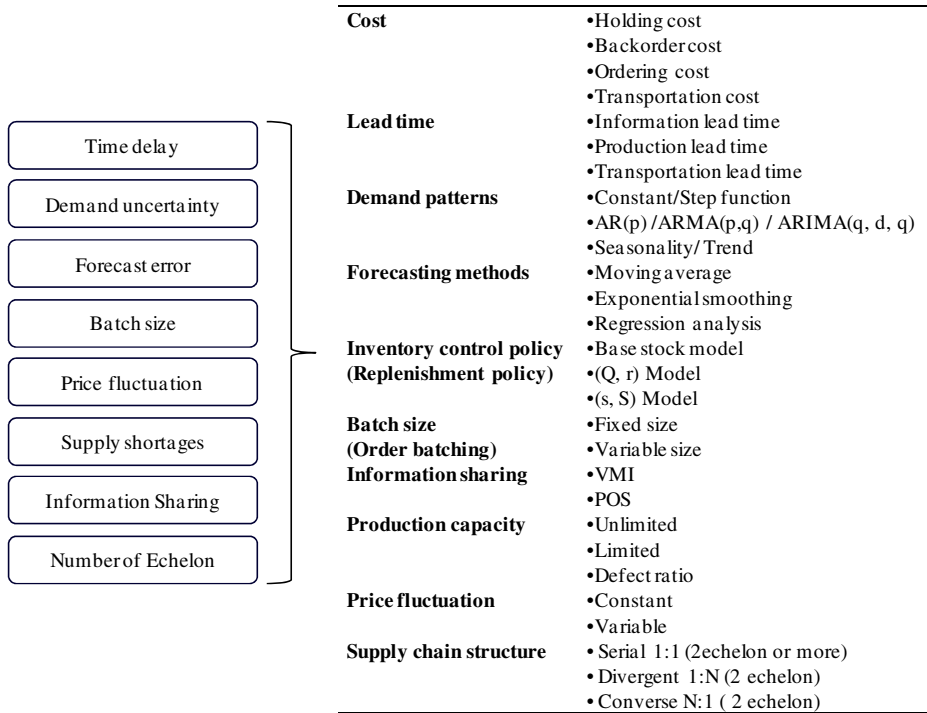 Time delay
Demand uncertainty
Forecast error
Batch size
Price fluctuation
Supply shortages
Information Sharing
Number of Echelon
Cost •Holding cost
•Backorder cost
•Ordering cost
•Transportation cost
Lead time •Information lead time
•Production lead time
•Transportation lead time
Demand patterns •Constant/Step function
•AR(p) /ARMA(p,q) / ARIMA(q, d, q)
•Seasonality/ Trend
Forecasting methods •Moving average
•Exponential smoothing
•Regression analysis
Inventory control policy •Base stock model
(Replenishment policy) •(Q, r) Model
•(s, S) Model
Batch size •Fixed size
(Order batching) •Variable size
Information sharing •VMI
•POS
Production capacity •Unlimited
•Limited
•Defect ratio
Price fluctuation •Constant
•Variable
Supply chain structure • Serial 1:1 (2echelon or more)
• Divergent 1:N (2 echelon)
• Converse N:1 ( 2 echelon)